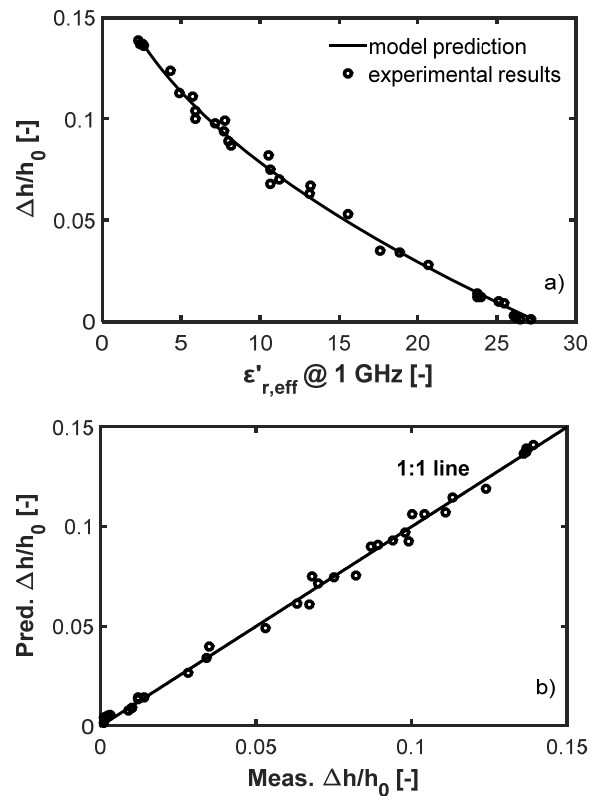 0.15
model prediction
experimental results
0.1
Δh/h0 [-]
0.05
a)
0
0 5 10 15 20 25 30
ε'r,eff @ 1 GHz [-]
0.15
1:1 line
0.1
Pred. Δh/h0 [-]
0.05
b)
0
0 0.05 0.1 0.15
Meas. Δh/h0 [-]